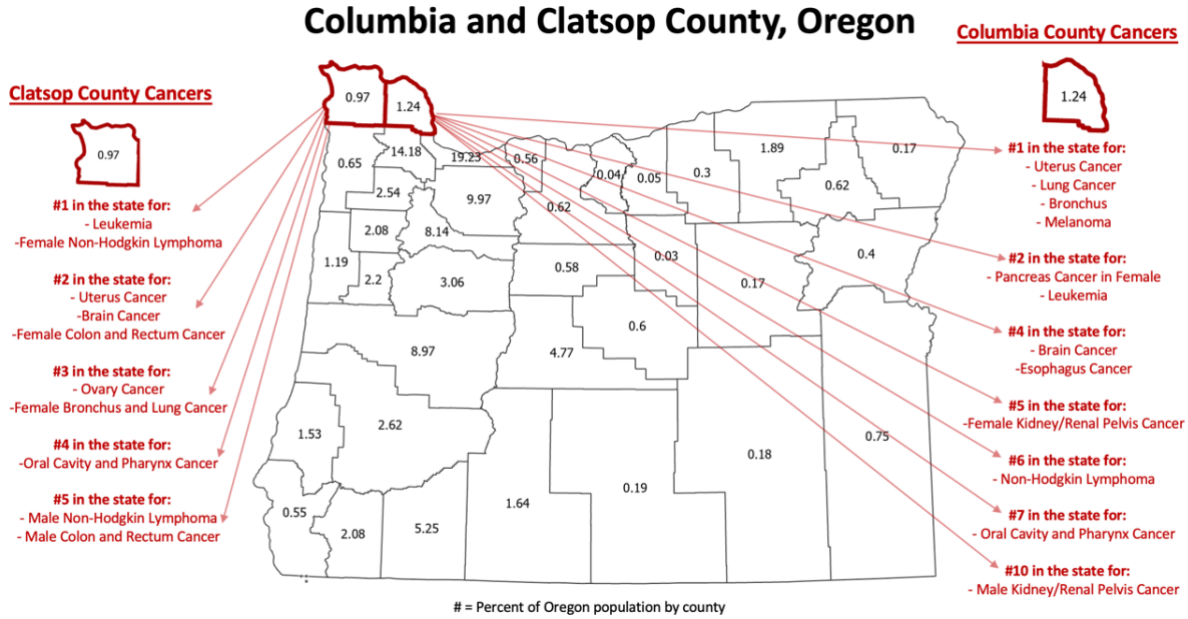 Columbia and Clatsop County, Oregon
Clatsop County Cancers
0.97
#1 in the state for:
- Leukemia
-Female Non-Hodgkin Lymphoma
#2 in the state for:
- Uterus Cancer
-Brain Cancer
-Female Colon and Rectum Cancer
#3 in the state for:
- Ovary Cancer
-Female Bronchus and Lung Cancer
#4 in the state for:
-Oral Cavity and Pharynx Cancer
#5 in the state for:
- Male Non-Hodgkin Lymphoma
- Male Colon and Rectum Cancer
0.97
1.24
0.65
14.18
19.23
0.56
0.04
0.05
0.3
1.89
0.17
2.54
9.97
0.62
0.62
2.08
8.14
1.19
2.2
3.06
0.58
0.03
0.17
0.4
8.97
4.77
0.6
1.53
2.62
0.18
0.75
0.55
2.08
5.25
1.64
0.19
# = Percent of Oregon population by county
Columbia County Cancers
1.24
#1 in the state for:
- Uterus Cancer
- Lung Cancer
- Bronchus
- Melanoma
#2 in the state for:
- Pancreas Cancer in Female
- Leukemia
#4 in the state for:
- Brain Cancer
-Esophagus Cancer
#5 in the state for:
-Female Kidney/Renal Pelvis Cancer
#6 in the state for:
- Non-Hodgkin Lymphoma
#7 in the state for:
- Oral Cavity and Pharynx Cancer
#10 in the state for:
- Male Kidney/Renal Pelvis Cancer